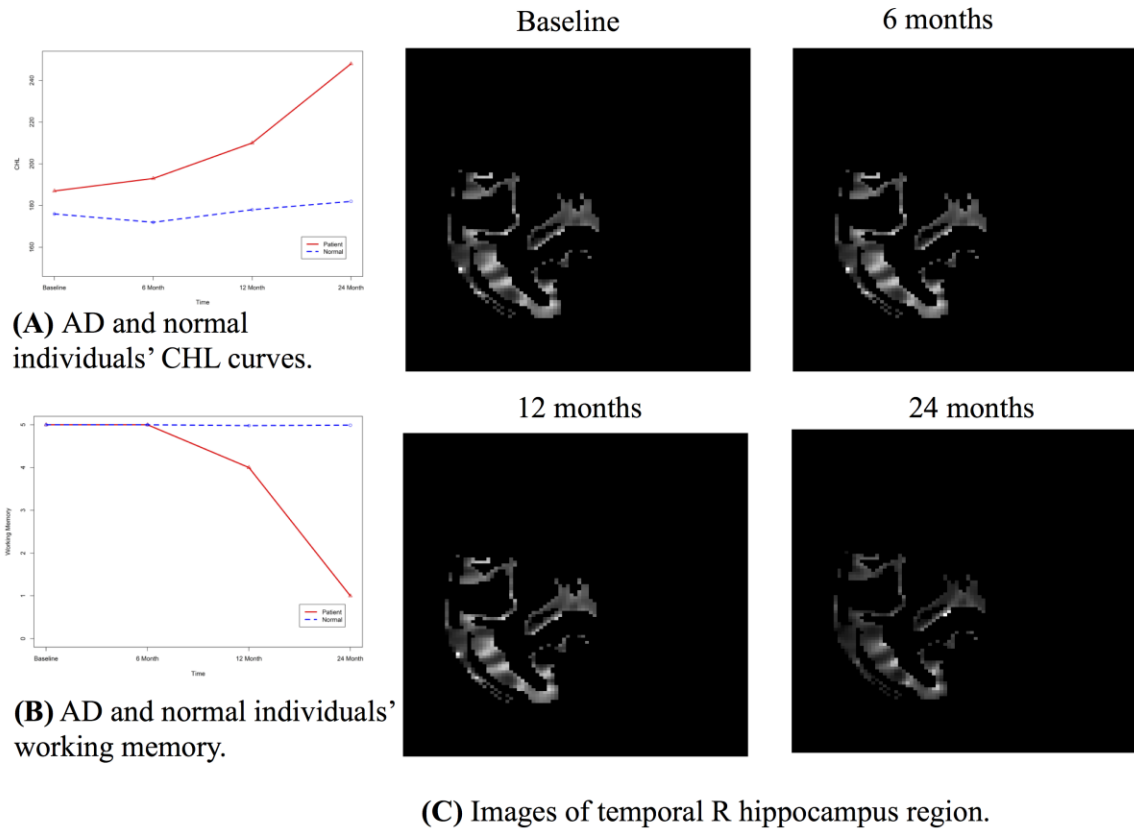 Baseline
6 months
CHL
240
220
200
180
160
Patient
Normal
Baseline
6 Month
12 Month
24 Month
Time
(A) AD and normal
individuals’ CHL curves.
12 months
24 months
Working Memory
5
4
3
2
1
0
Patient
Normal
Baseline
6 Month
12 Month
24 Month
Time
(B) AD and normal individuals’
working memory.
(C) Images of temporal R hippocampus region.